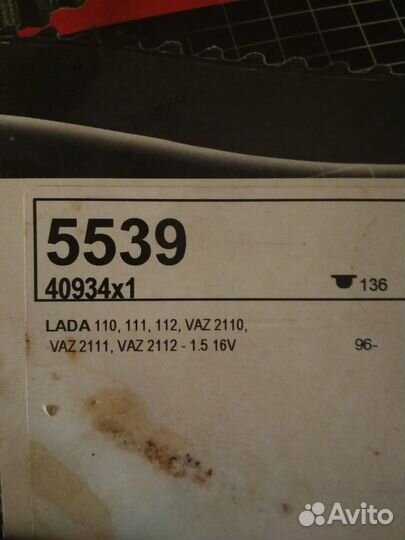 5539
40934x1
136
LADA 110, 111, 112, VAZ 2110,
VAZ 2111, VAZ 2112 - 1.5 16V 96-
Avito